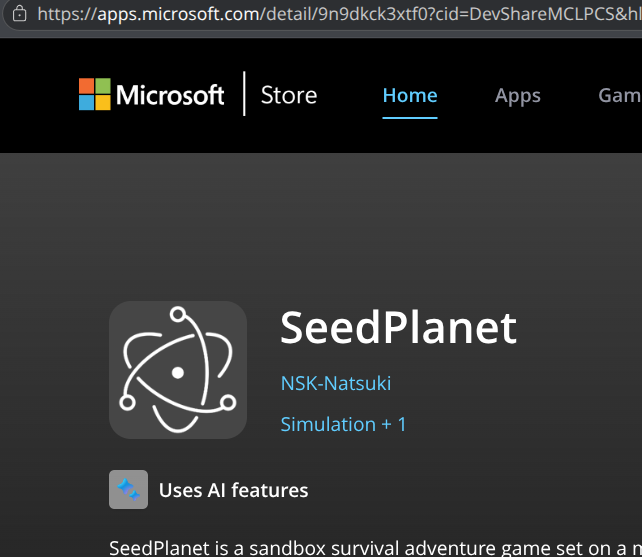 https://apps.microsoft.com/detail/9n9dkck3xtf0?cid=DevShareMCLPCS&hl
Microsoft | Store Home Apps Gam
SeedPlanet
NSK-Natsuki
Simulation + 1
Uses AI features
SeedPlanet is a sandbox survival adventure game set on a m